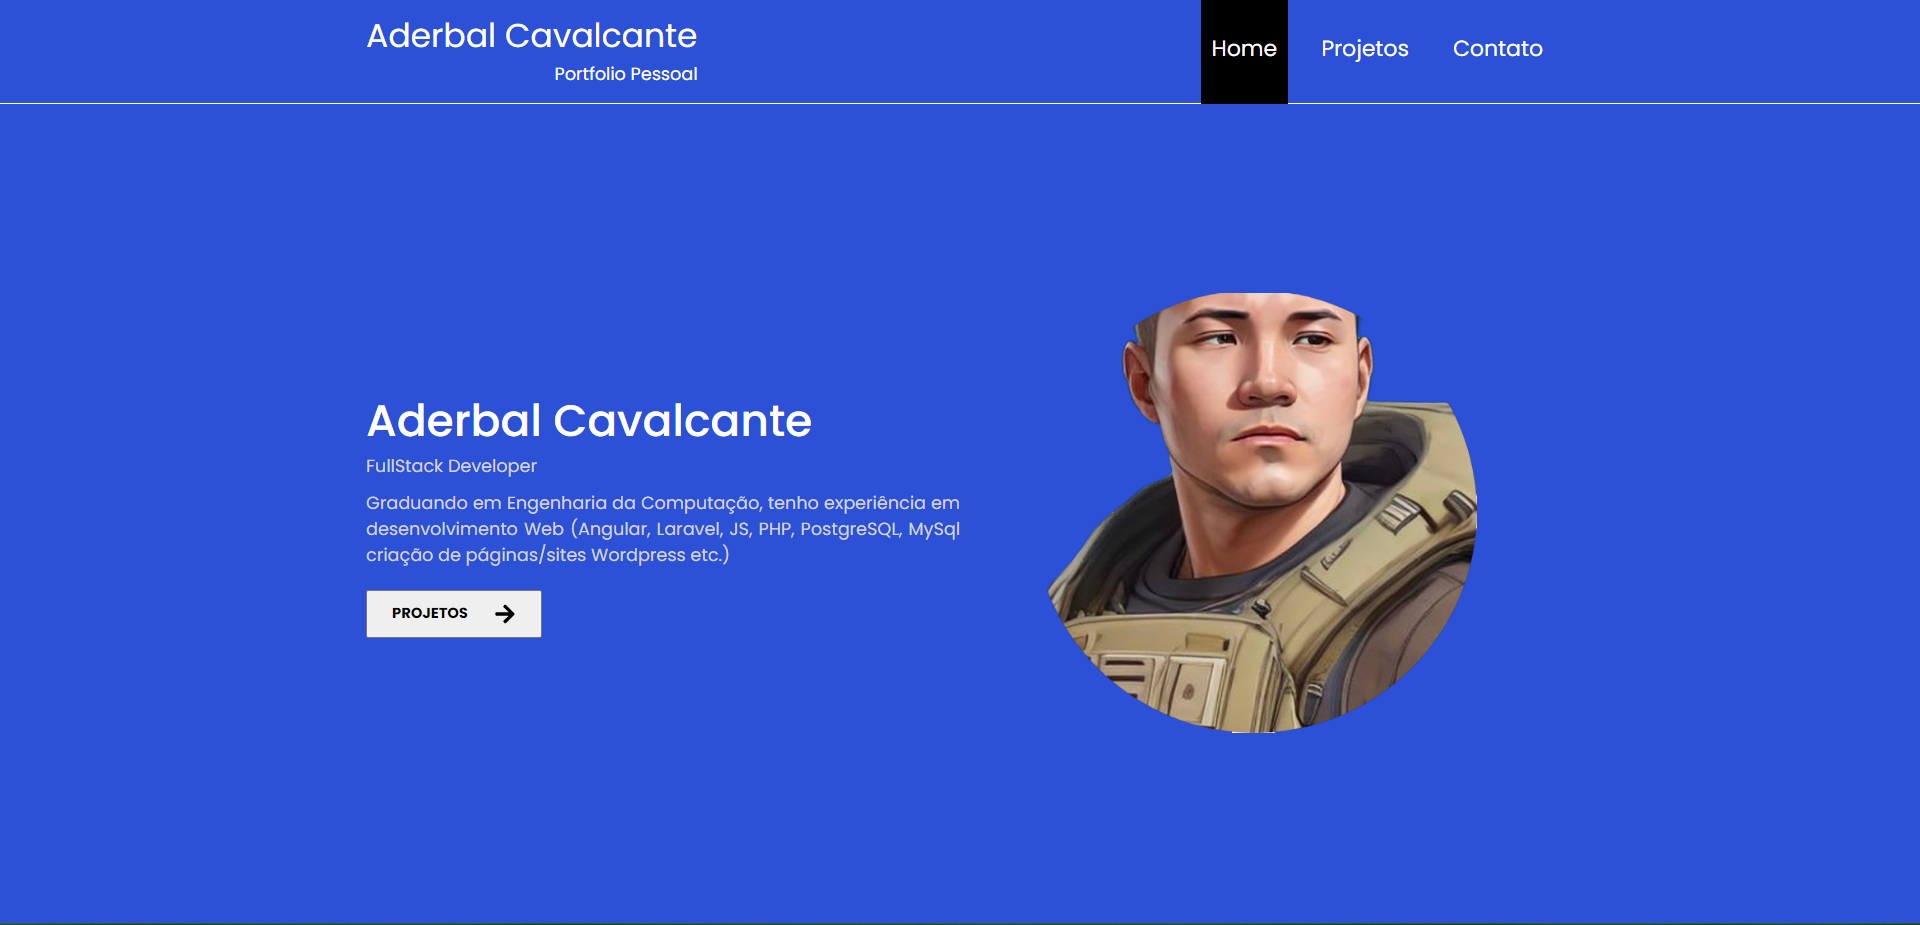 Aderbal Cavalcante
Portfolio Pessoal
Home
Projetos
Contato
Aderbal Cavalcante
FullStack Developer
Graduando em Engenharia da Computação, tenho experiência em
desenvolvimento Web (Angular, Laravel, JS, PHP, PostgreSQL, MySql
criação de páginas/sites Wordpress etc.)
PROJETOS